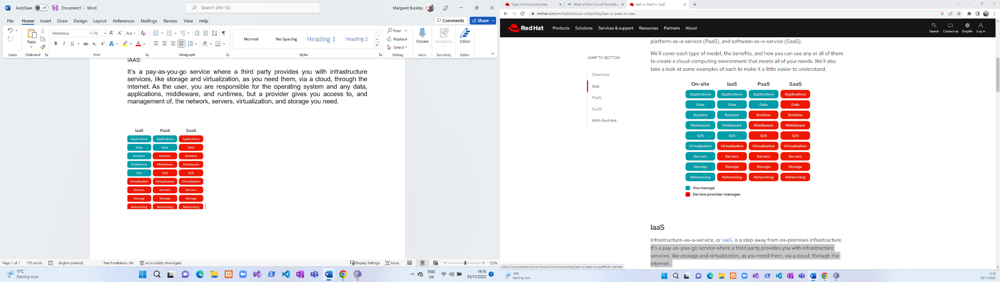 AutoSave Off Document1 - Word Search (Alt+Q) Margaret Buckley
File Home Insert Draw Design Layout References Mailings Review View Help Comments Share
Helvetica 12 Aa Find
Paste Normal No Spacing Heading 1 Heading 2 Replace Dictate Sensitivity Editor
B I U ab x₂ x² A A Select
Undo Clipboard Font Paragraph Styles Editing Voice Sensitivity Editor
IAAS:
It's a pay-as-you-go service where a third party provides you with infrastructure
services, like storage and virtualization, as you need them, via a cloud, through the
internet. As the user, you are responsible for the operating system and any data,
applications, middleware, and runtimes, but a provider gives you access to, and
management of, the network, servers, virtualization, and storage you need.
IaaS PaaS SaaS
Applications Applications Applications
Data Data Data
Runtime Runtime Runtime
Middleware Middleware Middleware
O/S O/S O/S
Virtualization Virtualization Virtualization
Servers Servers Servers
Storage Storage Storage
Networking Networking Networking
Page 1 of 1 175 words English (Ireland) Text Predictions: On Accessibility: Investigate Display Settings Focus 122%
11°C
Raining now
ENG
UK
14:16
03/11/2022
1
Types of cloud computing What Is Public Cloud? Everything IaaS vs. PaaS vs. SaaS
redhat.com/en/topics/cloud-computing/iaas-vs-paas-vs-saas
Red Hat Products Solutions Services & support Resources Partners About Search Contact us English Log in
platform-as-a-service (PaaS), and software-as-a-service (SaaS).
We'll cover each type of model, the benefits, and how you can use any or all of them
to create a cloud-computing environment that meets all of your needs. We'll also
take a look at some examples of each to make it a little easier to understand.
JUMP TO SECTION
Overview
Iaas
PaaS
SaaS
With Red Hat
On-site IaaS PaaS SaaS
Applications Applications Applications Applications
Data Data Data Data
Runtime Runtime Runtime Runtime
Middleware Middleware Middleware Middleware
O/S O/S O/S O/S
Virtualization Virtualization Virtualization Virtualization
Servers Servers Servers Servers
Storage Storage Storage Storage
Networking Networking Networking Networking
You manage
Service provider manages
IaaS
Infrastructure-as-a-service, or IaaS, is a step away from on-premises infrastructure.
It's a pay-as-you-go service where a third party provides you with infrastructure
services, like storage and virtualization, as you need them, via a cloud, through the
internet.
https://www.redhat.com/en/topics/cloud-computing/iaas-vs-paas-vs-saas#with-red-hat
11°C
Raining now
14:16
03/11/2022